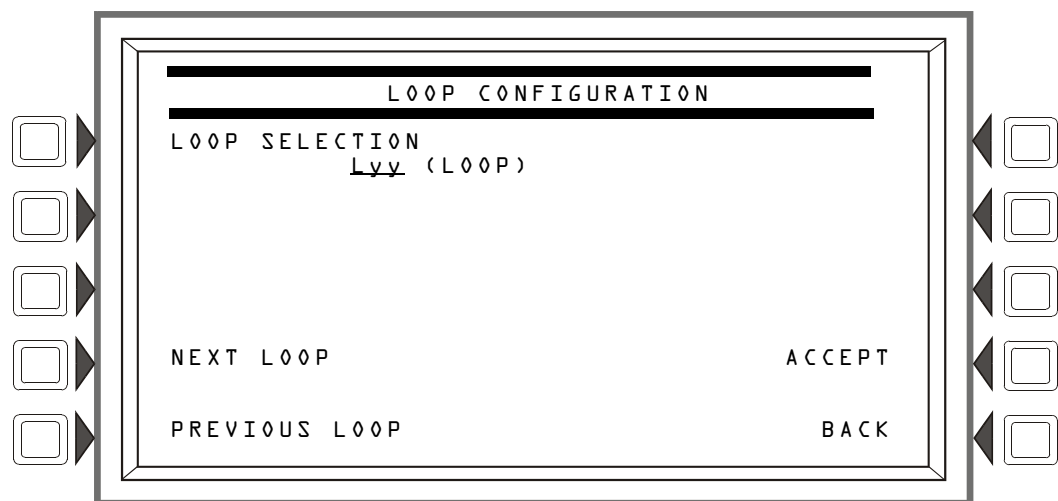 LOOP CONFIGURATION
LOOP SELECTION
Lyy (LOOP)
NEXT LOOP
ACCEPT
PREVIOUS LOOP
BACK